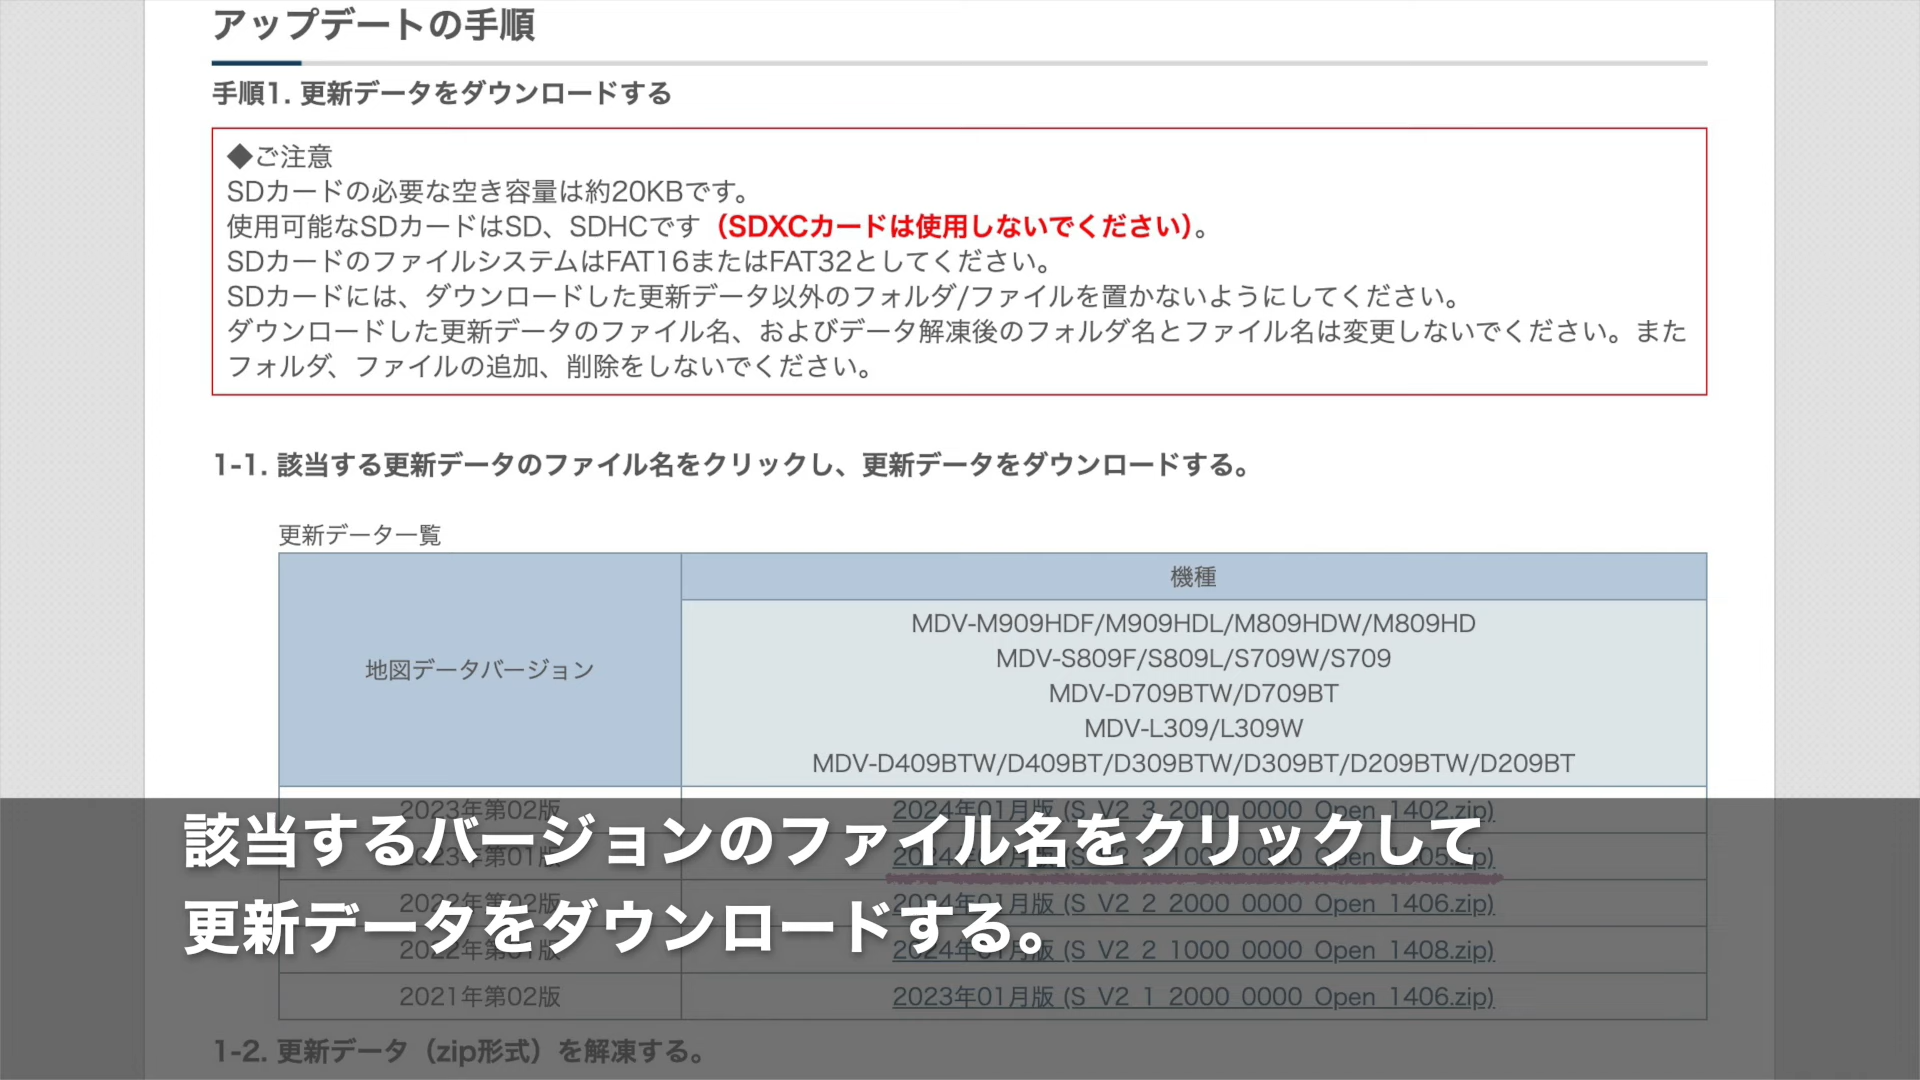 アップデートの手順
手順1. 更新データをダウンロードする
◆ご注意
SDカードの必要な空き容量は約20KBです。
使用可能なSDカードはSD、SDHCです（SDXCカードは使用しないでください）。
SDカードのファイルシステムはFAT16またはFAT32としてください。
SDカードには、ダウンロードした更新データ以外のフォルダ/ファイルを置かないようにしてください。
ダウンロードした更新データのファイル名、およびデータ解凍後のフォルダ名とファイル名は変更しないでください。また
フォルダ、ファイルの追加、削除をしないでください。
1-1. 該当する更新データのファイル名をクリックし、更新データをダウンロードする。
更新データ一覧
機種
地図データバージョン
MDV-M909HDF/M909HDL/M809HDW/M809HD
MDV-S809F/S809L/S709W/S709
MDV-D709BTW/D709BT
MDV-L309/L309W
MDV-D409BTW/D409BT/D309BTW/D309BT/D209BTW/D209BT
2023年第02版 2024年01月版 (S_V2_3_2000_0000_Open_1402.zip)
該当するバージョンのファイル名をクリックして
更新データをダウンロードする。
2024年01月版 (S_V2_2_2000_0000_Open_1406.zip)
2024年01月版 (S_V2_2_1000_0000_Open_1408.zip)
2021年第02版 2023年01月版 (S_V2_1_2000_0000_Open_1406.zip)
1-2. 更新データ（zip形式）を解凍する。